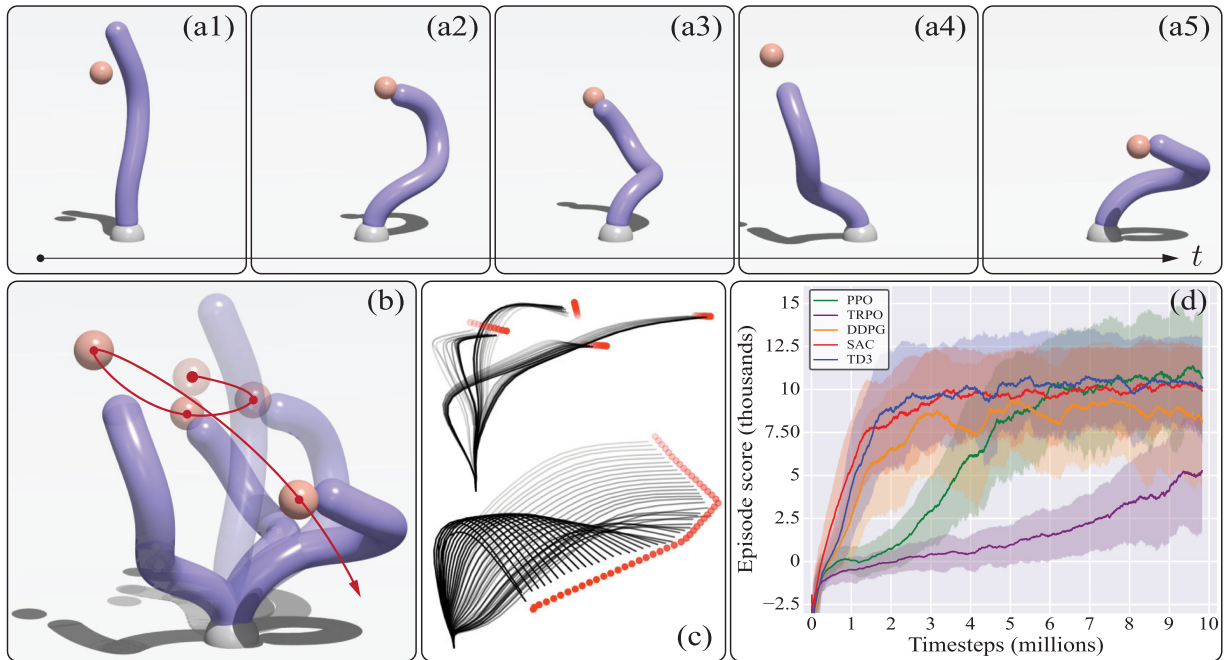 (a1)
(a2)
(a3)
(a4)
(a5)
t
(b)
(c)
(d)
PPO
TRPO
DDPG
SAC
TD3
15
12.5
10
7.50
5
2.5
0
−2.5
Episode score (thousands)
0 1 2 3 4 5 6 7 8 9 10
Timesteps (millions)